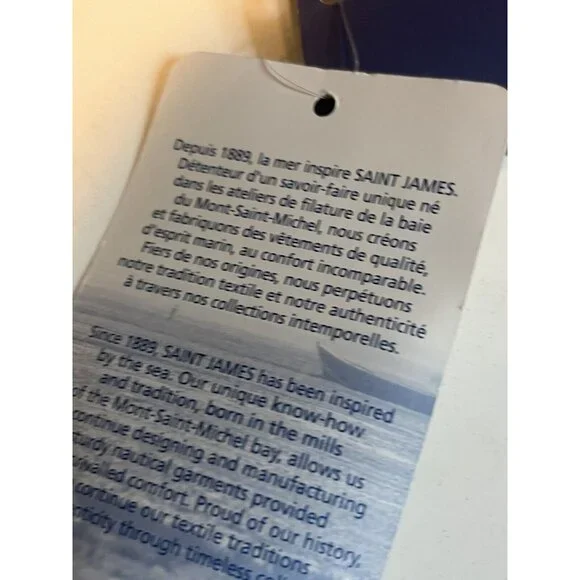 Depuis 1889, la mer inspire SAINT JAMES.
Détenteur d'un savoir-faire unique né
dans les ateliers de filature de la baie
du Mont-Saint-Michel, nous créons
et fabriquons des vêtements de qualité,
d'esprit marin, au confort incomparable.
Fiers de nos origines, nous perpétuons
notre tradition textile et notre authenticité
à travers nos collections intemporelles.
Since 1889, SAINT JAMES has been inspired
by the sea. Our unique know-how
and tradition, born in the mills
of the Mont-Saint-Michel bay, allows us
continue designing and manufacturing
sturdy nautical garments provided
comfort. Proud of our history,
continue our textile traditions
through timeless